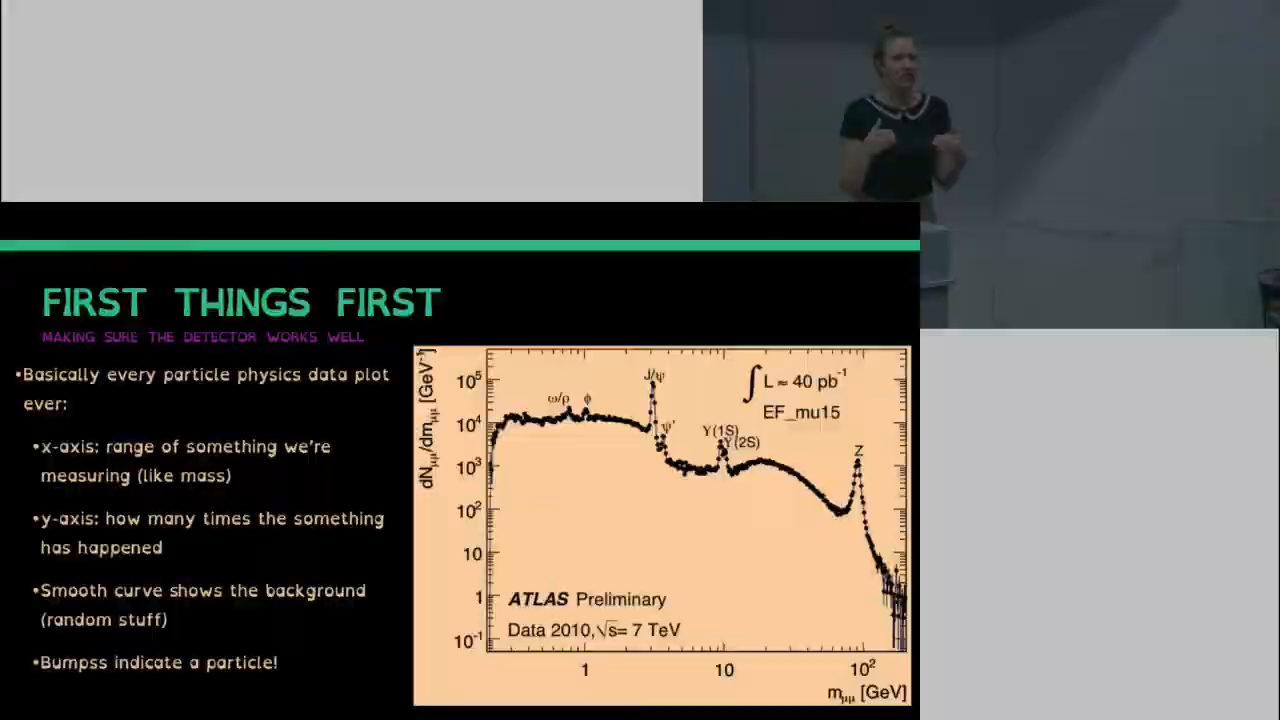 FIRST THINGS FIRST
MAKING SURE THE DETECTOR WORKS WELL
•Basically every particle physics data plot
ever:
•x-axis: range of something we're
measuring (like mass)
•y-axis: how many times the something
has happened
•Smooth curve shows the background
(random stuff)
•Bumpss indicate a particle!
dN_μμ/dm_μμ [GeV⁻¹]
10⁵
10⁴
10³
10²
10
1
10⁻¹
ω/ρ
ϕ
J/ψ
ψ'
Υ(1S)
Υ(2S)
Z
∫ L ≈ 40 pb⁻¹
EF_mu15
ATLAS Preliminary
Data 2010,√s= 7 TeV
1
10
10²
m_μμ [GeV]